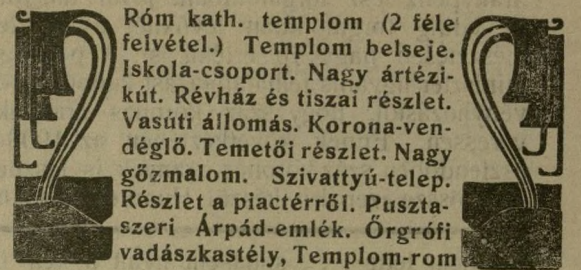 Róm kath. templom (2 féle
felvétel.) Templom belseje.
Iskola-csoport. Nagy ártézi-
kút. Révház és tiszai részlet.
Vasúti állomás. Korona-ven-
déglő. Temetői részlet. Nagy
gőzmalom. Szivattyú-telep.
Részlet a piactérről. Puszta-
szeri Árpád-emlék. Őrgrófi
vadászkastély, Templom-rom